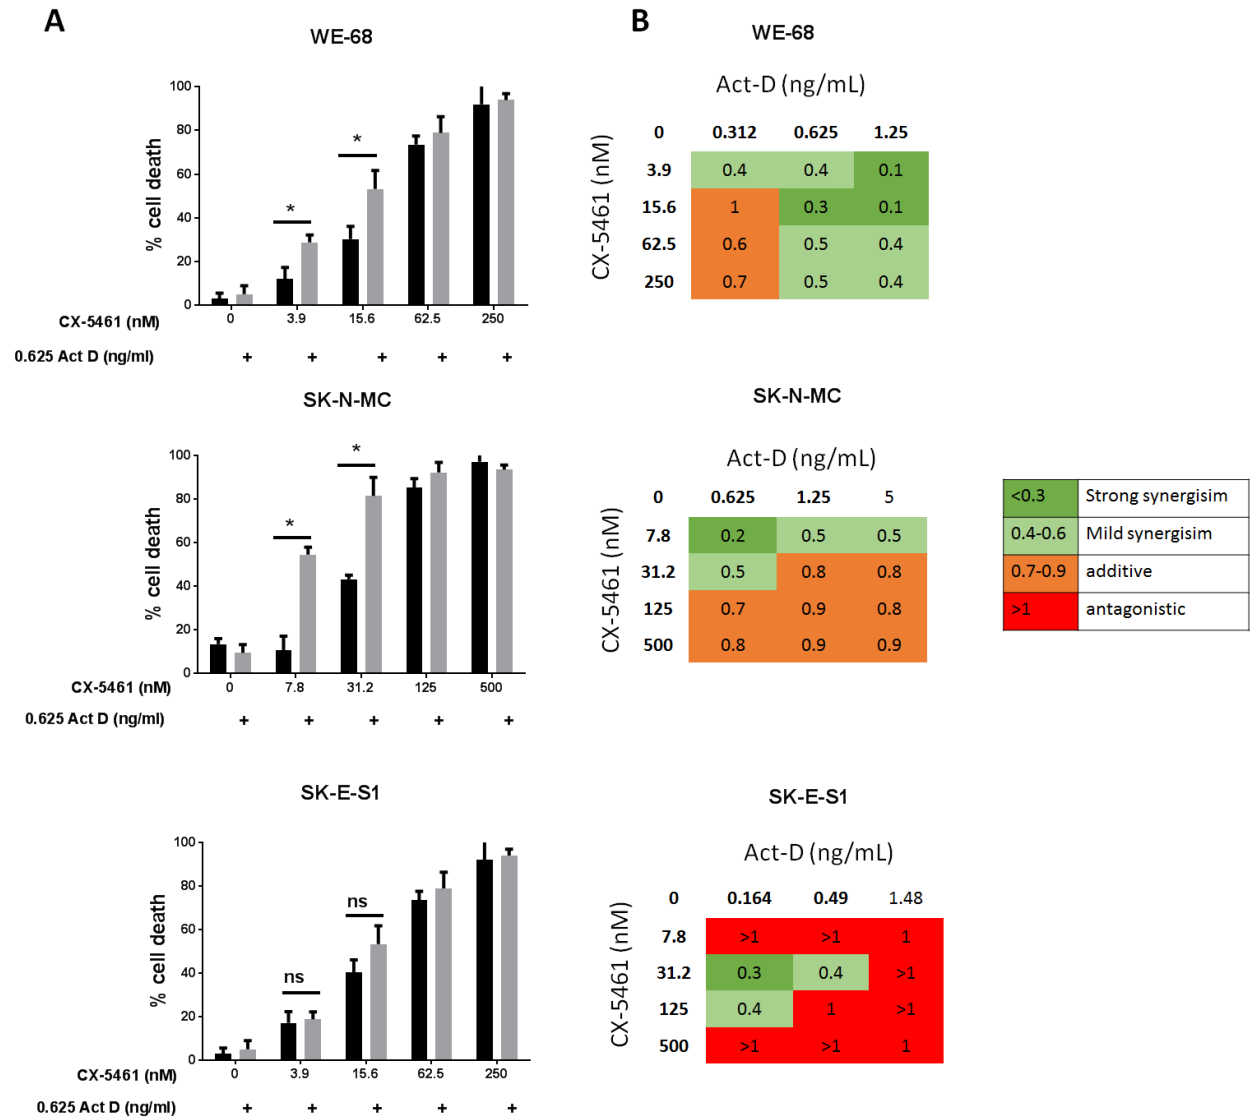 A
WE-68
% cell death
100
80
60
40
20
0
*
*
CX-5461 (nM)
0 3.9 15.6 62.5 250
0.625 Act D (ng/ml)
+ + + + +
SK-N-MC
% cell death
100
80
60
40
20
0
*
*
CX-5461 (nM)
0 7.8 31.2 125 500
0.625 Act D (ng/ml)
+ + + + +
SK-E-S1
% cell death
100
80
60
40
20
0
ns
ns
CX-5461 (nM)
0 3.9 15.6 62.5 250
0.625 Act D (ng/ml)
+ + + + +
B
WE-68
Act-D (ng/mL)
CX-5461 (nM)
0 0.312 0.625 1.25
3.9 0.4 0.4 0.1
15.6 1 0.3 0.1
62.5 0.6 0.5 0.4
250 0.7 0.5 0.4
SK-N-MC
Act-D (ng/mL)
CX-5461 (nM)
0 0.625 1.25 5
7.8 0.2 0.5 0.5
31.2 0.5 0.8 0.8
125 0.7 0.9 0.8
500 0.8 0.9 0.9
<0.3 Strong synergisim
0.4-0.6 Mild synergisim
0.7-0.9 additive
>1 antagonistic
SK-E-S1
Act-D (ng/mL)
CX-5461 (nM)
0 0.164 0.49 1.48
7.8 >1 >1 1
31.2 0.3 0.4 >1
125 0.4 1 >1
500 >1 >1 1